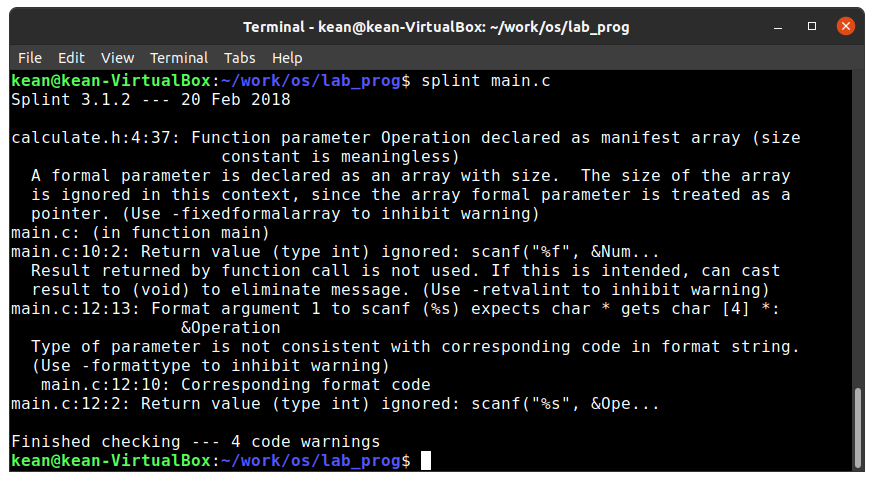 Terminal - kean@kean-VirtualBox: ~/work/os/lab_prog
File Edit View Terminal Tabs Help
kean@kean-VirtualBox:~/work/os/lab_prog$ splint main.c
Splint 3.1.2 --- 20 Feb 2018
calculate.h:4:37: Function parameter Operation declared as manifest array (size
constant is meaningless)
A formal parameter is declared as an array with size.  The size of the array
is ignored in this context, since the array formal parameter is treated as a
pointer. (Use -fixedformalarray to inhibit warning)
main.c: (in function main)
main.c:10:2: Return value (type int) ignored: scanf("%f", &Num...
Result returned by function call is not used. If this is intended, can cast
result to (void) to eliminate message. (Use -retvalint to inhibit warning)
main.c:12:13: Format argument 1 to scanf (%s) expects char * gets char [4] *:
&Operation
Type of parameter is not consistent with corresponding code in format string.
(Use -formattype to inhibit warning)
main.c:12:10: Corresponding format code
main.c:12:2: Return value (type int) ignored: scanf("%s", &Ope...
Finished checking --- 4 code warnings
kean@kean-VirtualBox:~/work/os/lab_prog$